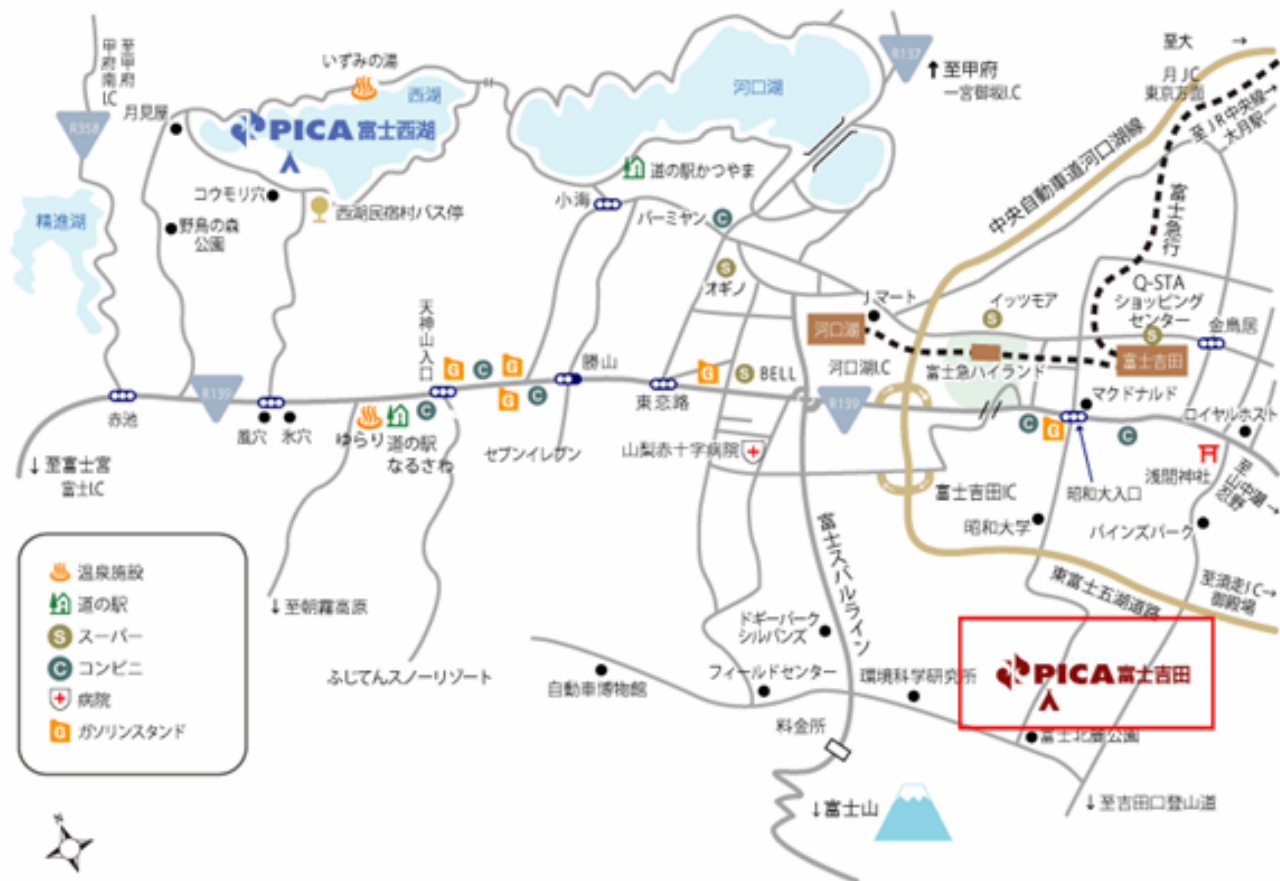 至甲府
甲府南I.C
R358
いずみの湯
西湖
月見屋
PICA 富士西湖
コウモリ穴
西湖民宿村バス停
精進湖
野鳥の森
公園
河口湖
R137
↑至甲府
一宮御坂I.C
道の駅かつやま
小海
バーミヤン
C
S
オギノ
至大 →
月JC
東京方面
至JR中央線→
大月駅
中央自動車道河口湖線
富士急行
Jマート
イッツモア
S
Q-STA
ショッピング
センター
S
金鳥居
河口湖
富士急ハイランド
富士吉田
天神山入口
G
C
G
G
C
勝山
東恋路
G
S
BELL
河口湖I.C
R139
マクドナルド
ロイヤルホスト
赤池
R139
風穴
氷穴
ゆらり
道の駅
なるさわ
C
セブンイレブン
山梨赤十字病院
C
G
C
昭和大入口
浅間神社
至
山中湖→
忍野
↓至富士宮
富士I.C
富士吉田IC
昭和大学
パインズパーク
富士スバルライン
東富士五湖道路
至須走IC→
御殿場
温泉施設
道の駅
S
スーパー
C
コンビニ
病院
G
ガソリンスタンド
↓至朝霧高原
ふじてんスノーリゾート
自動車博物館
ドギーパーク
シルバンズ
フィールドセンター
環境科学研究所
料金所
PICA 富士吉田
富士北麓公園
↓富士山
↓至吉田口登山道
N